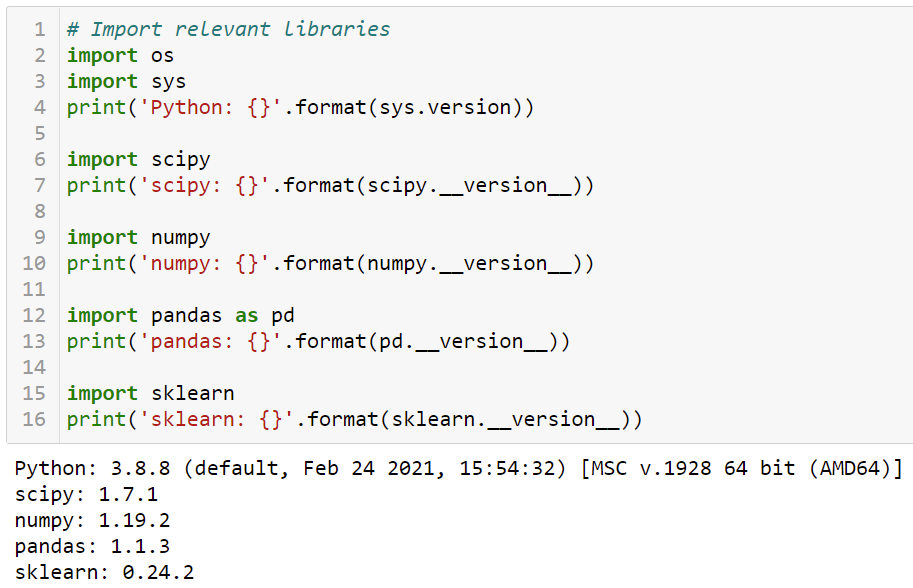 1 # Import relevant libraries
2 import os
3 import sys
4 print('Python: {}'.format(sys.version))
5
6 import scipy
7 print('scipy: {}'.format(scipy.__version__))
8
9 import numpy
10 print('numpy: {}'.format(numpy.__version__))
11
12 import pandas as pd
13 print('pandas: {}'.format(pd.__version__))
14
15 import sklearn
16 print('sklearn: {}'.format(sklearn.__version__))
Python: 3.8.8 (default, Feb 24 2021, 15:54:32) [MSC v.1928 64 bit (AMD64)]
scipy: 1.7.1
numpy: 1.19.2
pandas: 1.1.3
sklearn: 0.24.2